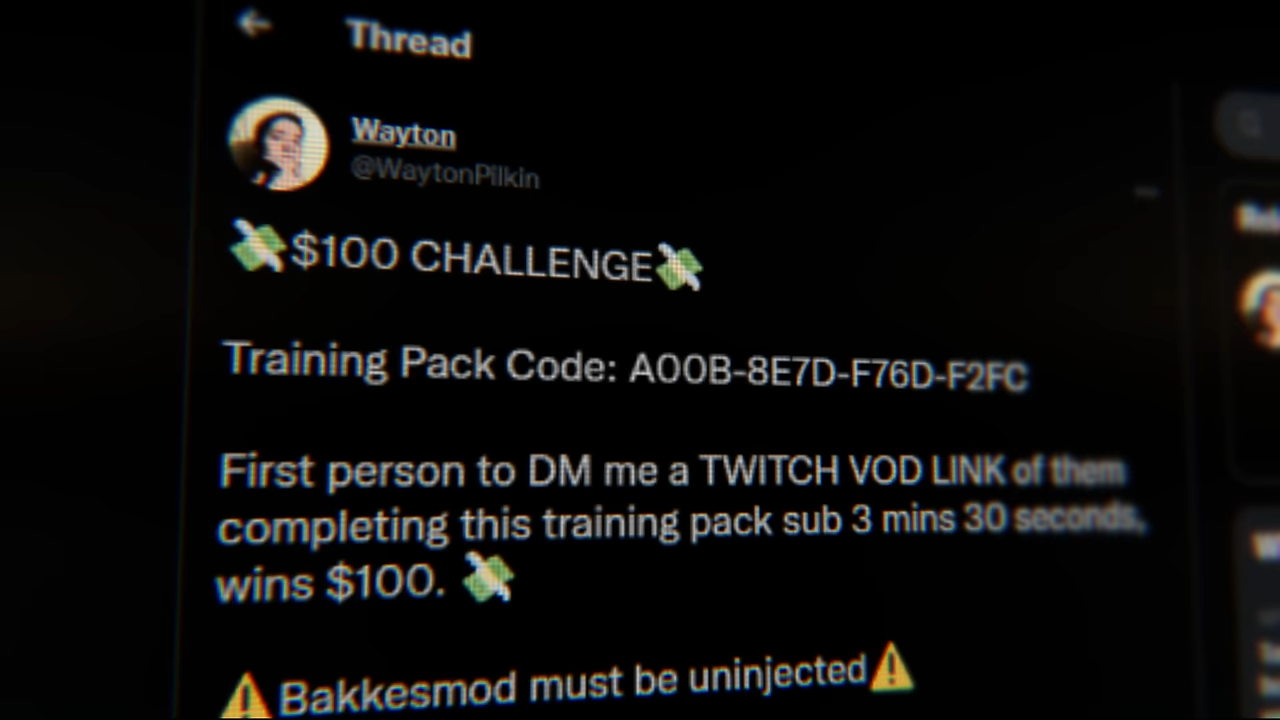 Thread
Wayton
@WaytonPilkin
💸$100 CHALLENGE💸
Training Pack Code: A00B-8E7D-F76D-F2FC
First person to DM me a TWITCH VOD LINK of them
completing this training pack sub 3 mins 30 seconds,
wins $100. 💸
⚠️Bakkesmod must be uninjected⚠️